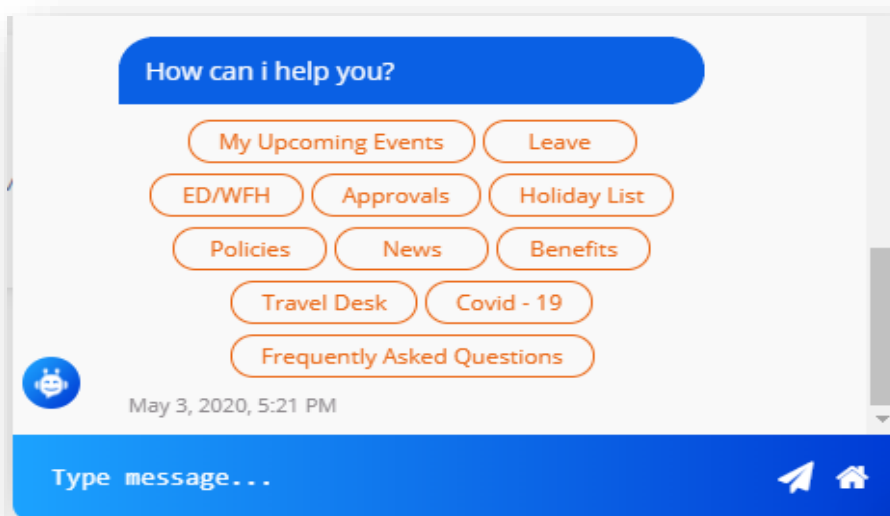 How can i help you?
My Upcoming Events Leave
ED/WFH Approvals Holiday List
Policies News Benefits
Travel Desk Covid - 19
Frequently Asked Questions
May 3, 2020, 5:21 PM
Type message...